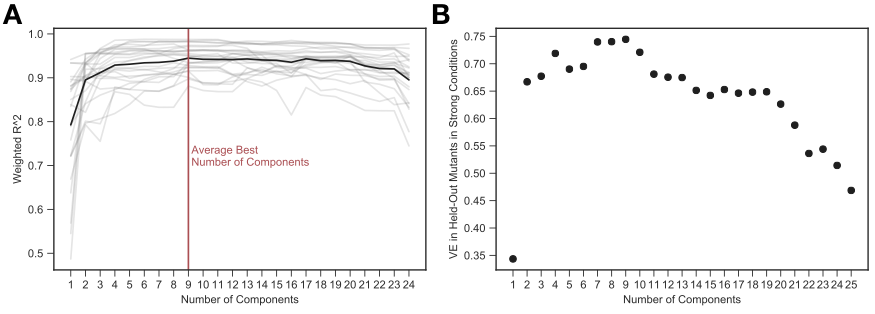 A
Weighted R^2
1.0
0.9
0.8
0.7
0.6
0.5
Average Best
Number of Components
1 2 3 4 5 6 7 8 9 10 11 12 13 14 15 16 17 18 19 20 21 22 23 24
Number of Components
B
VE in Held-Out Mutants in Strong Conditions
0.75
0.70
0.65
0.60
0.55
0.50
0.45
0.40
0.35
1 2 3 4 5 6 7 8 9 10 11 12 13 14 15 16 17 18 19 20 21 22 23 24 25
Number of Components